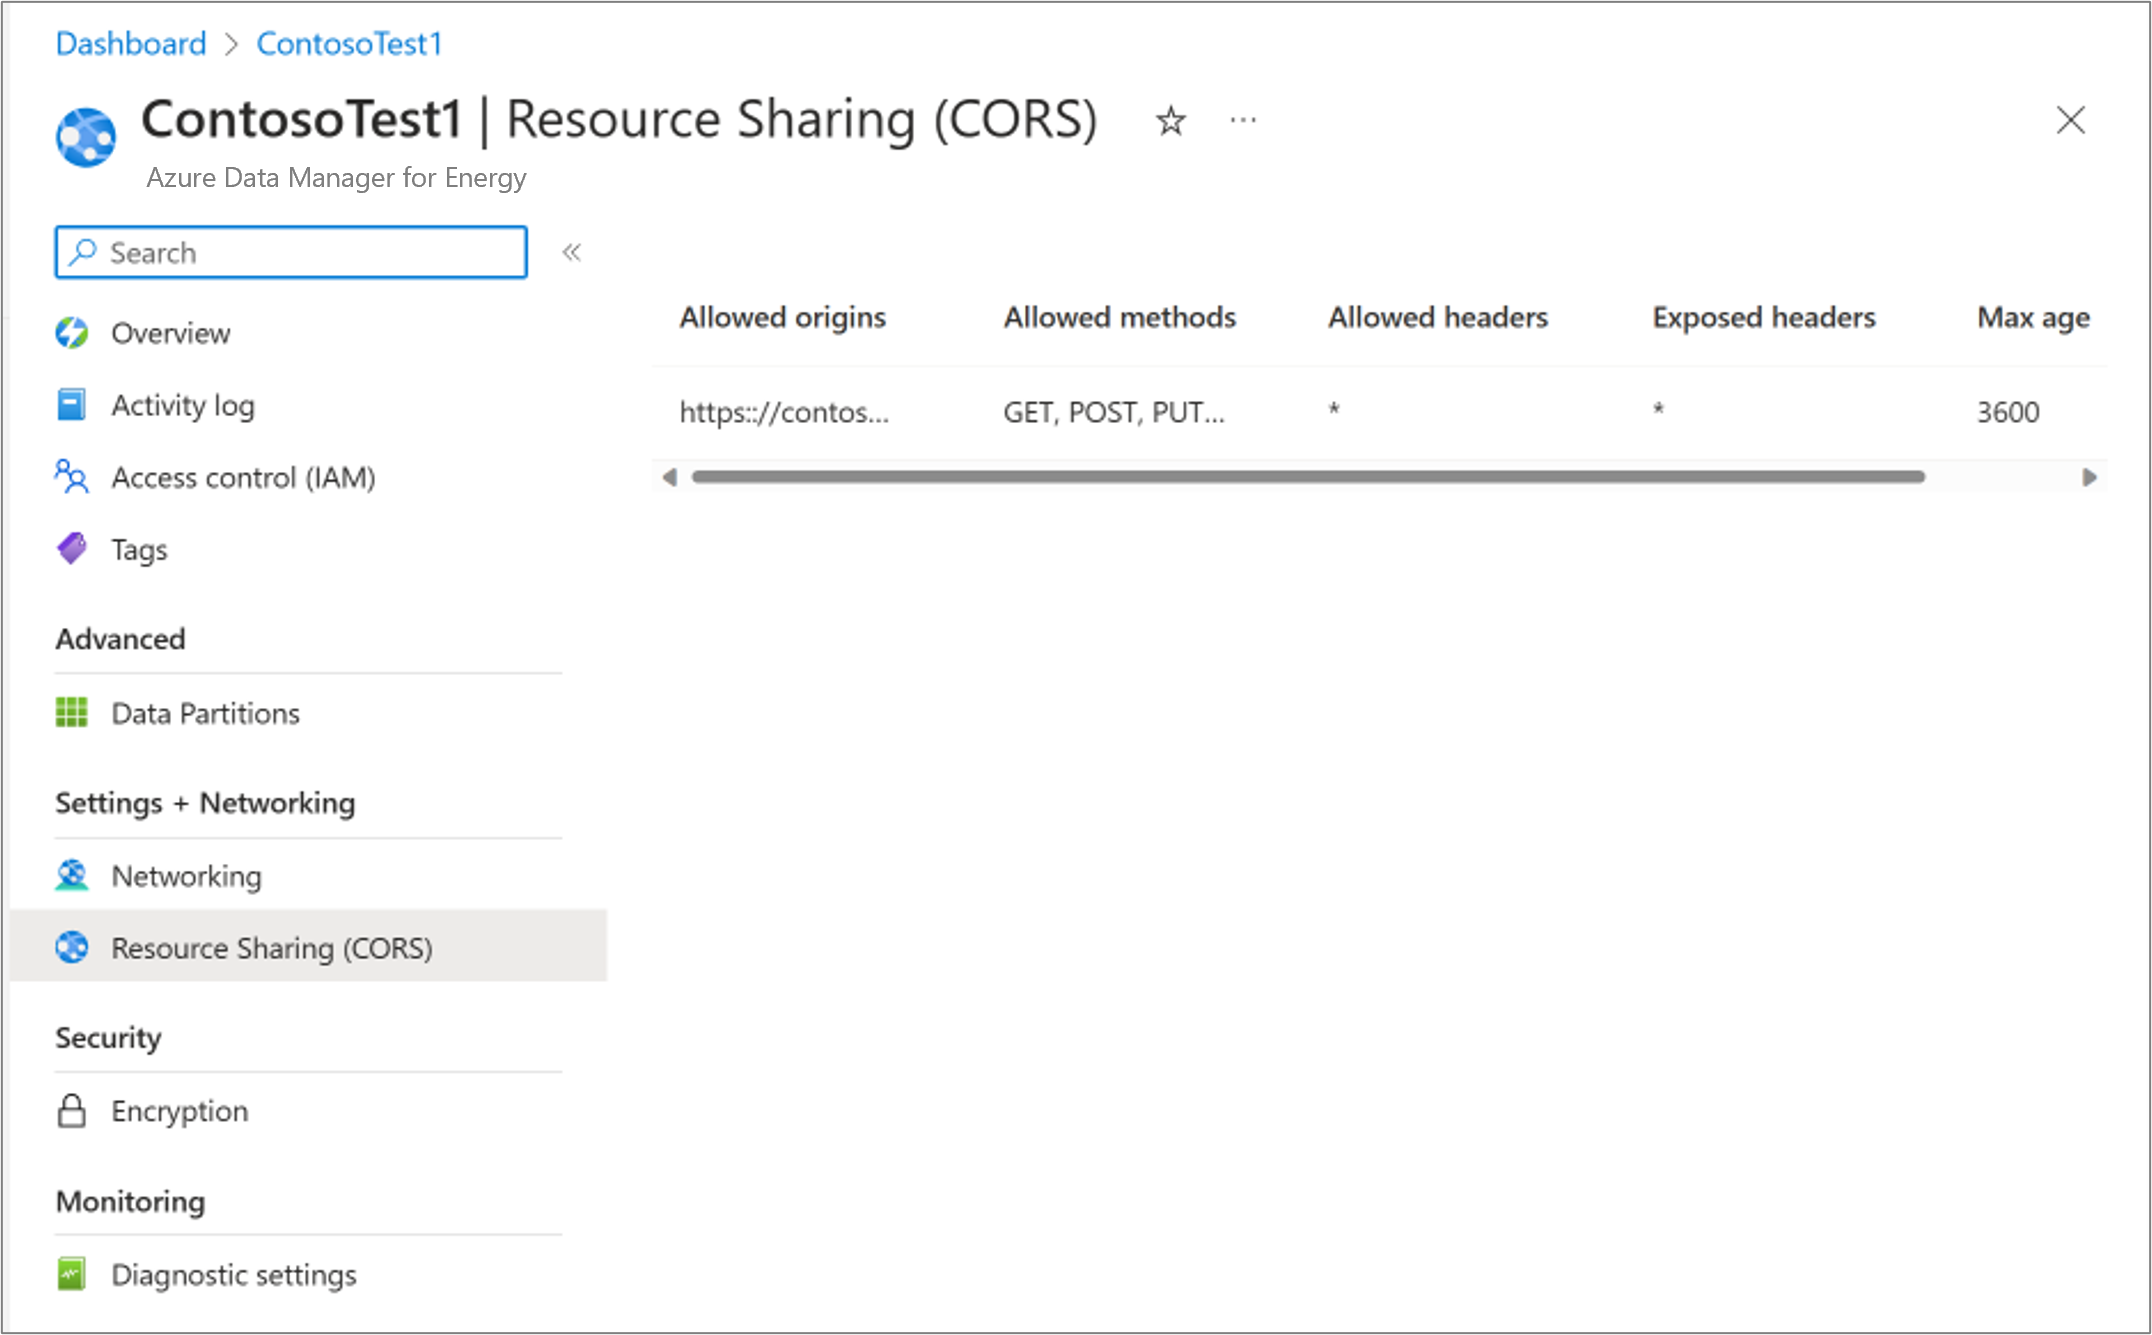 Dashboard > ContosoTest1
ContosoTest1 | Resource Sharing (CORS) ...
Azure Data Manager for Energy
Search
Overview
Activity log
Access control (IAM)
Tags
Advanced
Data Partitions
Settings + Networking
Networking
Resource Sharing (CORS)
Security
Encryption
Monitoring
Diagnostic settings
Allowed origins Allowed methods Allowed headers Exposed headers Max age
https:://contos... GET, POST, PUT... * * 3600